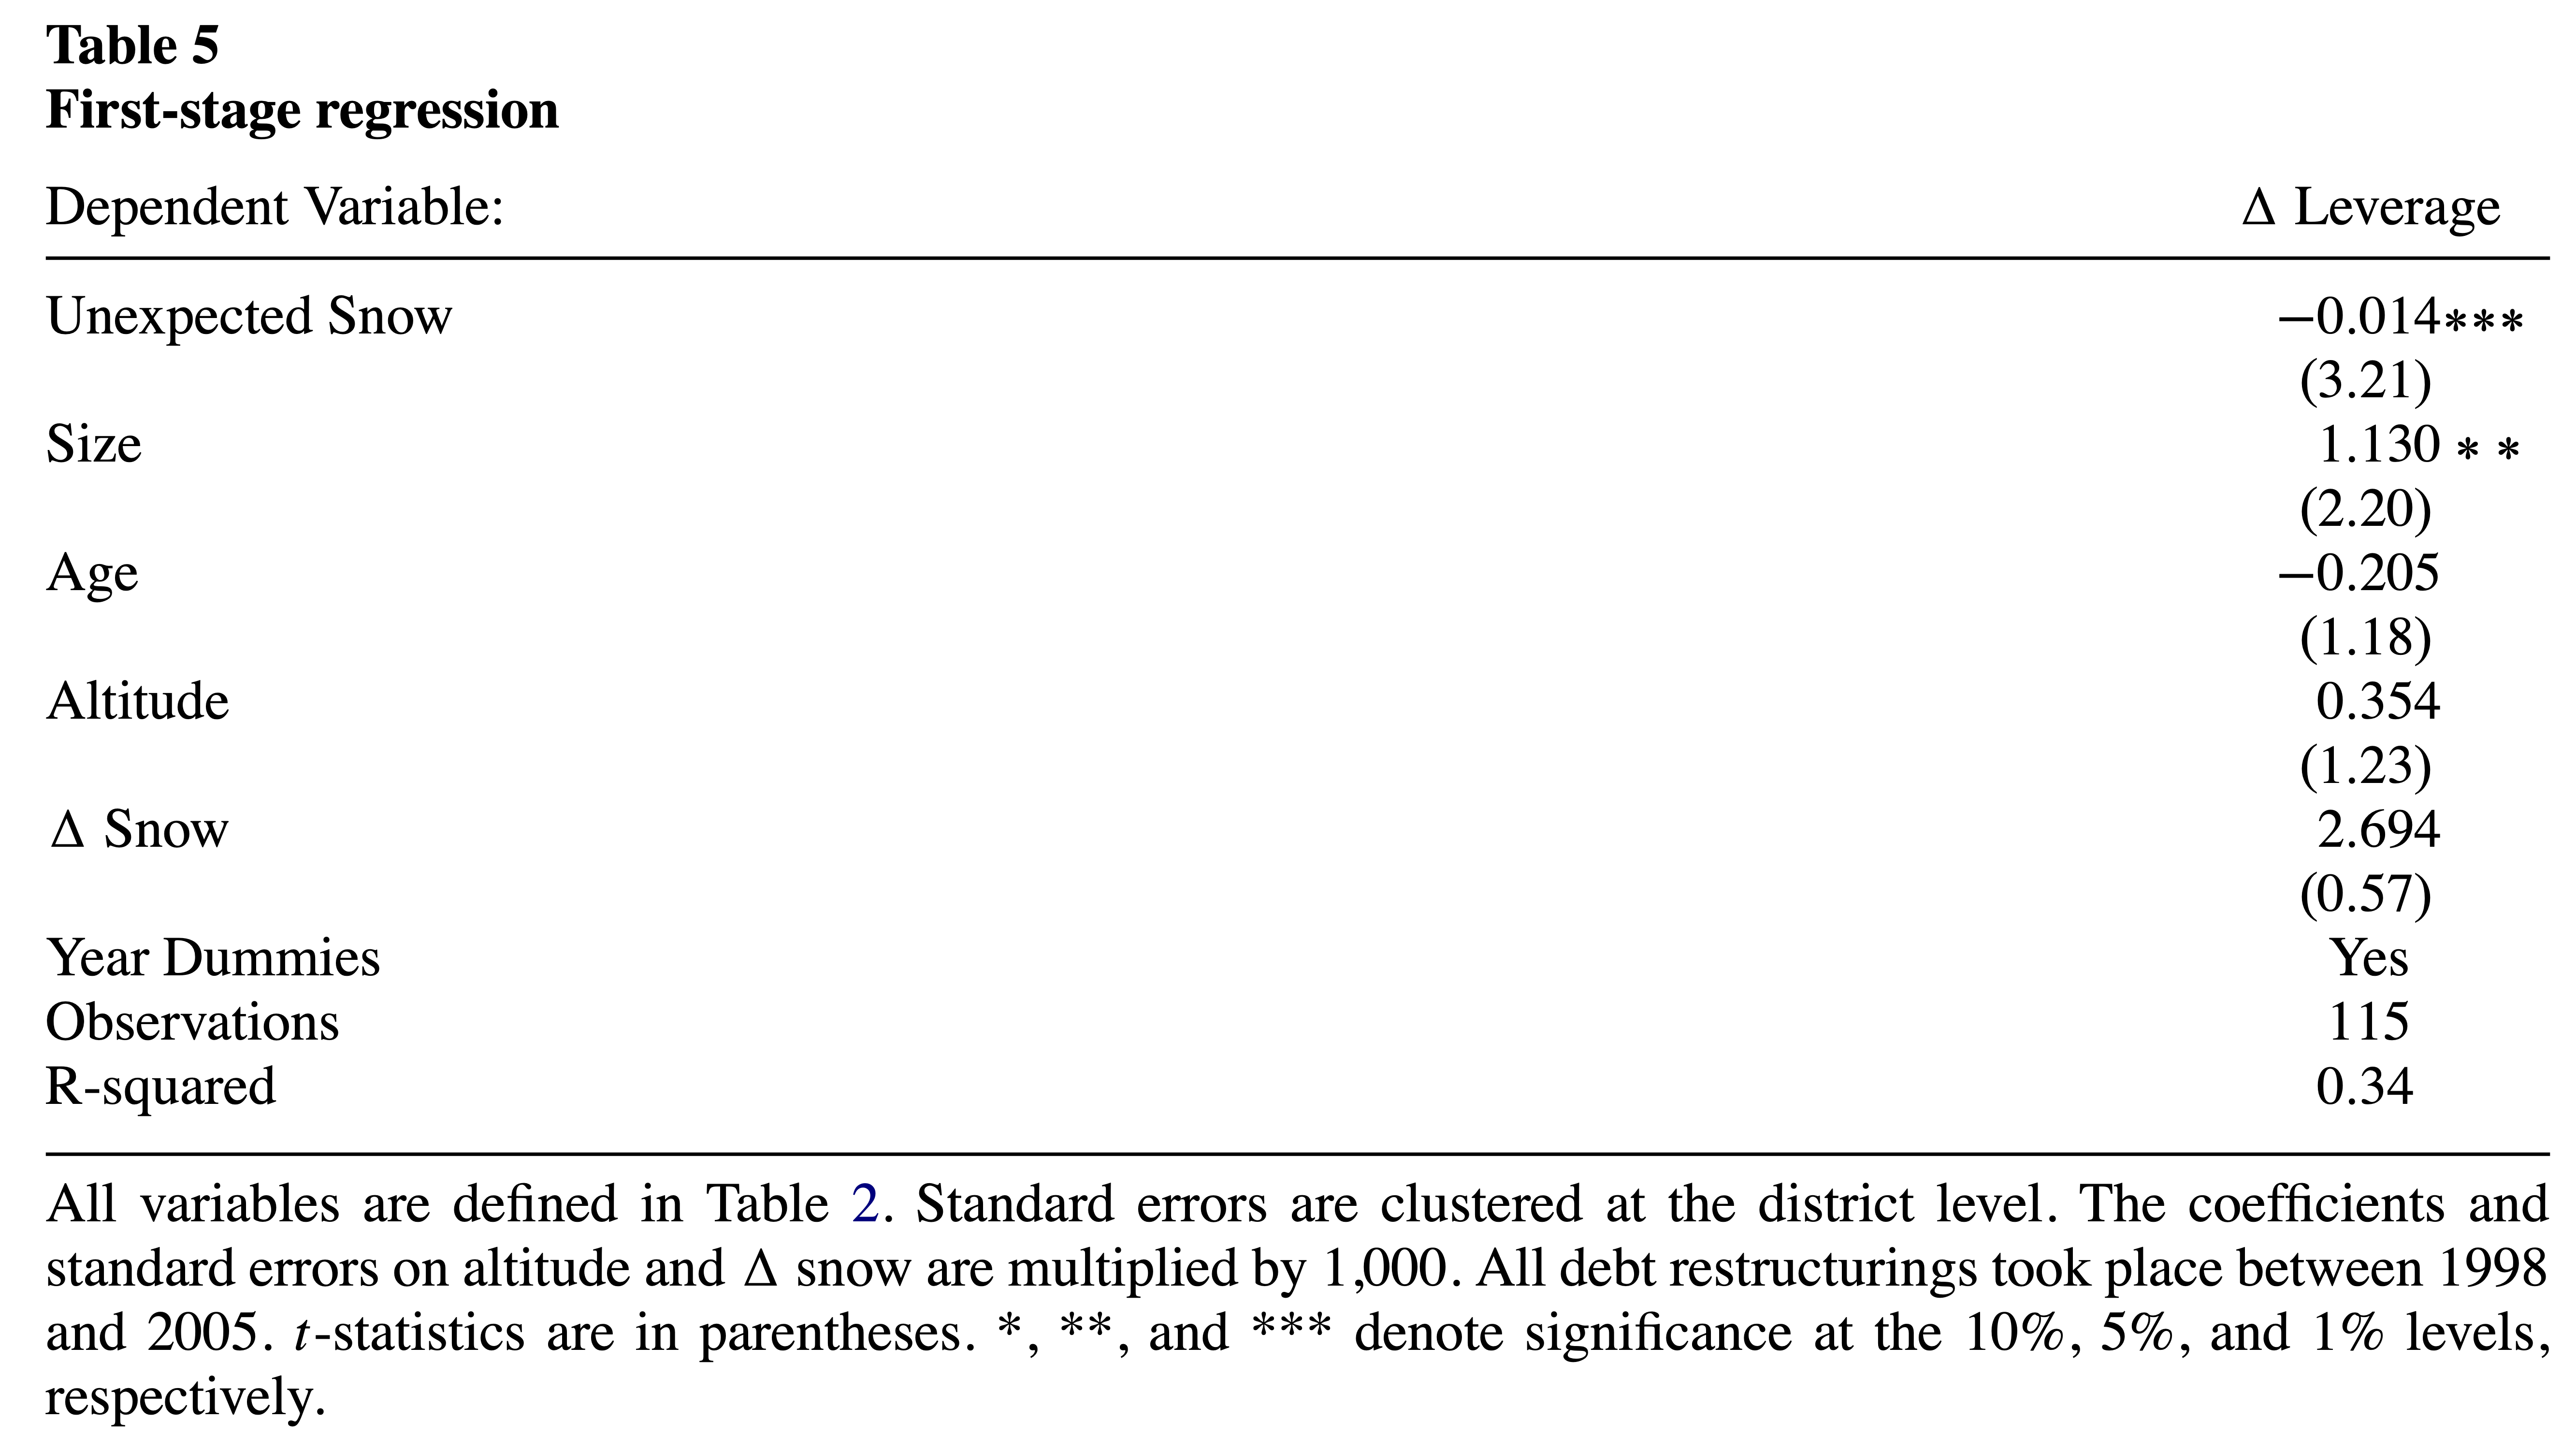 Table 5
First-stage regression
Dependent Variable: Δ Leverage
Unexpected Snow −0.014∗∗∗
(3.21)
Size 1.130 ∗ ∗
(2.20)
Age −0.205
(1.18)
Altitude 0.354
(1.23)
Δ Snow 2.694
(0.57)
Year Dummies Yes
Observations 115
R-squared 0.34
All variables are defined in Table 2. Standard errors are clustered at the district level. The coefficients and
standard errors on altitude and Δ snow are multiplied by 1,000. All debt restructurings took place between 1998
and 2005. t-statistics are in parentheses. *, **, and *** denote significance at the 10%, 5%, and 1% levels,
respectively.